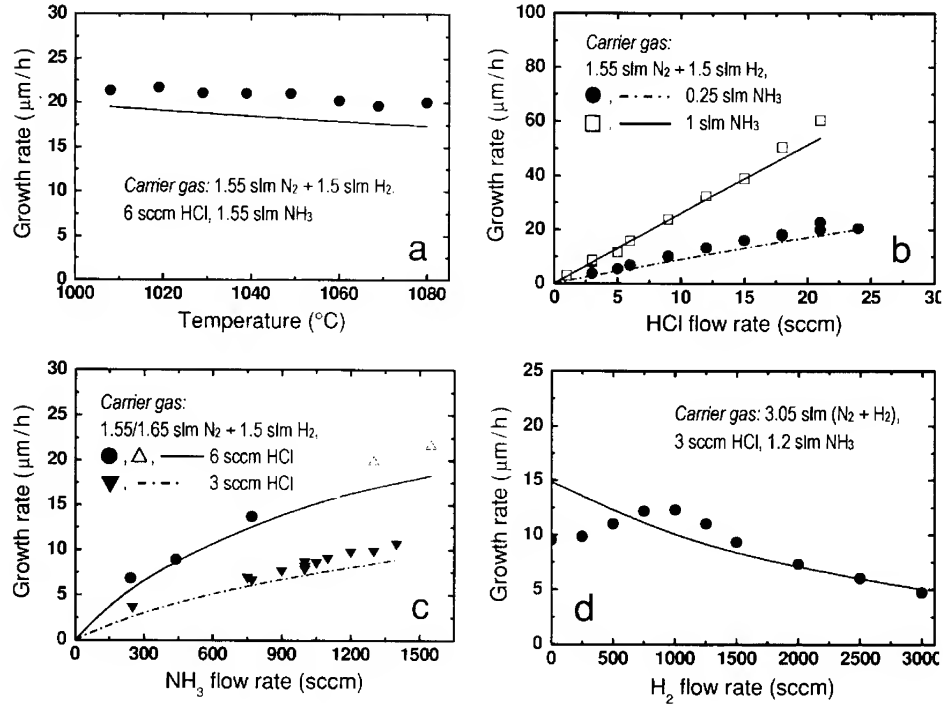 30
25
20
15
10
5
0
Growth rate (μm/h)
Carrier gas: 1.55 slm N₂ + 1.5 slm H₂,
6 sccm HCl, 1.55 slm NH₃
a
1000 1020 1040 1060 1080
Temperature (°C)
100
80
60
40
20
0
Growth rate (μm/h)
Carrier gas:
1.55 slm N₂ + 1.5 slm H₂,
, 0.25 slm NH₃
, 1 slm NH₃
b
0 5 10 15 20 25 30
HCl flow rate (sccm)
30
25
20
15
10
5
0
Growth rate (μm/h)
Carrier gas:
1.55/1.65 slm N₂ + 1.5 slm H₂,
, , 6 sccm HCl
, 3 sccm HCl
c
0 300 600 900 1200 1500
NH₃ flow rate (sccm)
25
20
15
10
5
0
Growth rate (μm/h)
Carrier gas: 3.05 slm (N₂ + H₂),
3 sccm HCl, 1.2 slm NH₃
d
0 500 1000 1500 2000 2500 3000
H₂ flow rate (sccm)